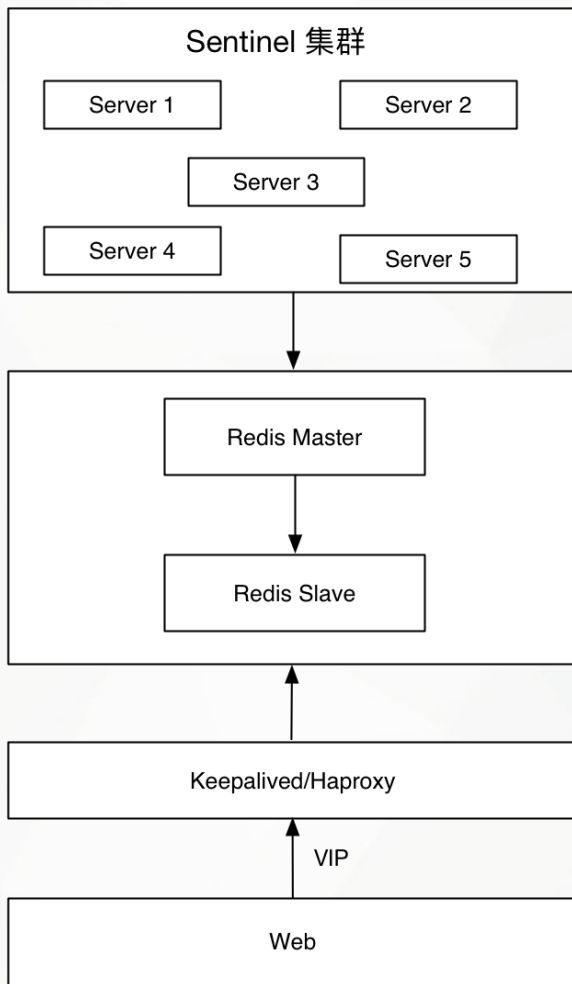 Sentinel 集群
Server 1
Server 2
Server 3
Server 4
Server 5
Redis Master
Redis Slave
Keepalived/Haproxy
VIP
Web